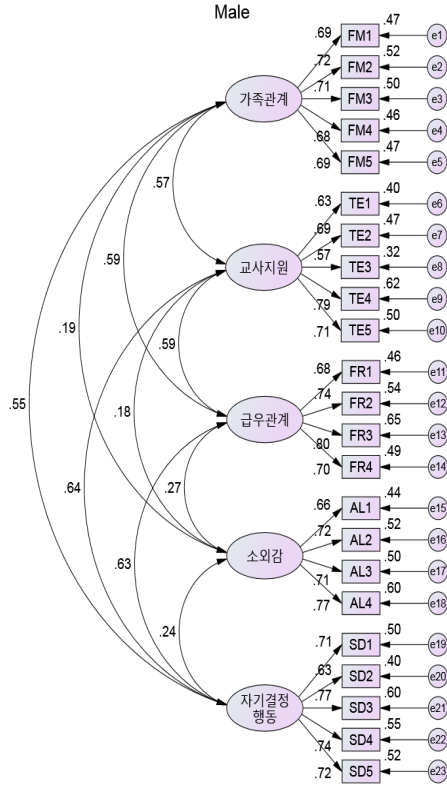 Male
.69 FM1 .47 e1
.72 FM2 .52 e2
.71 FM3 .50 e3
.68 FM4 .46 e4
.69 FM5 .47 e5
가족관계
.57
.63 TE1 .40 e6
.69 TE2 .47 e7
.57 TE3 .32 e8
.79 TE4 .62 e9
.71 TE5 .50 e10
교사지원
.59
.19
.59
.68 FR1 .46 e11
.74 FR2 .54 e12
.80 FR3 .65 e13
.70 FR4 .49 e14
급우관계
.55
.18
.64
.27
.66 AL1 .44 e15
.72 AL2 .52 e16
.71 AL3 .50 e17
.77 AL4 .60 e18
소외감
.63
.24
.71 SD1 .50 e19
.63 SD2 .40 e20
.77 SD3 .60 e21
.74 SD4 .55 e22
.72 SD5 .52 e23
자기결정
행동